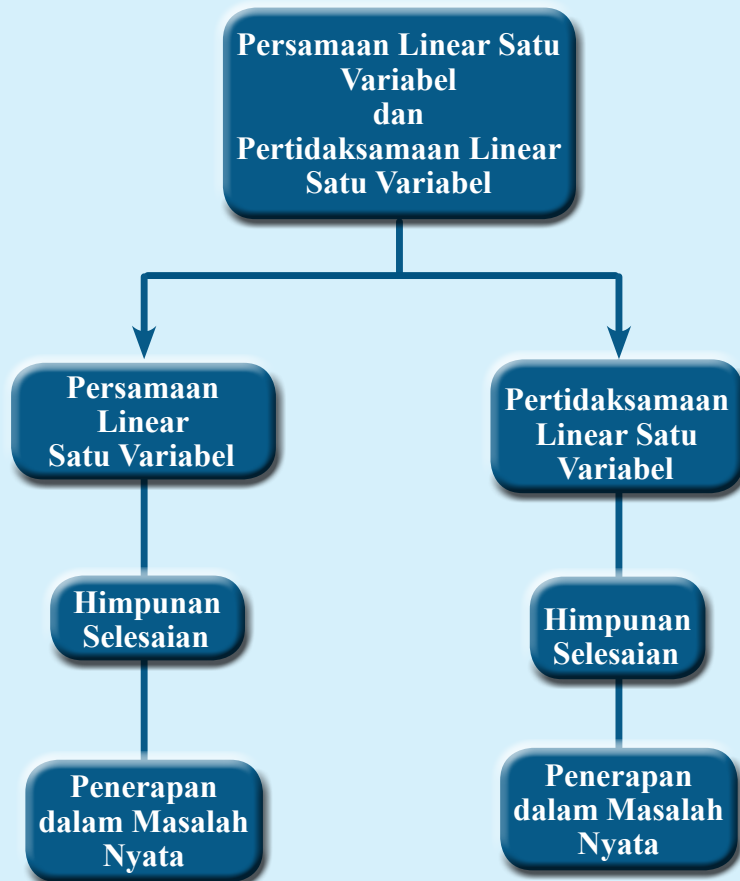 Persamaan Linear Satu
Variabel
dan
Pertidaksamaan Linear
Satu Variabel
Persamaan
Linear
Satu Variabel
Pertidaksamaan
Linear Satu
Variabel
Himpunan
Selesaian
Himpunan
Selesaian
Penerapan
dalam Masalah
Nyata
Penerapan
dalam Masalah
Nyata